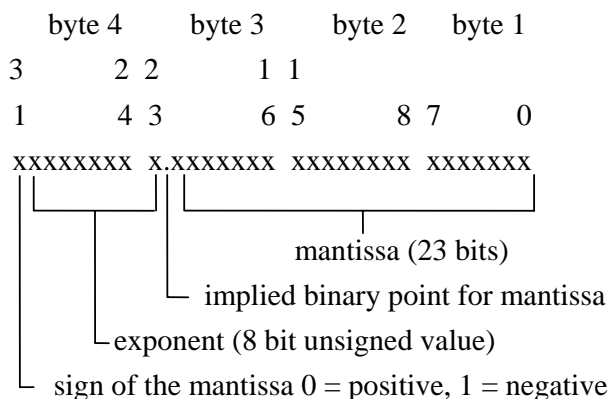 byte 4 byte 3 byte 2 byte 1
3 2 2 1 1
1 4 3 6 5 8 7 0
xxxxxxxx x.xxxxxxx xxxxxxxx xxxxxxx
mantissa (23 bits)
implied binary point for mantissa
exponent (8 bit unsigned value)
sign of the mantissa 0 = positive, 1 = negative